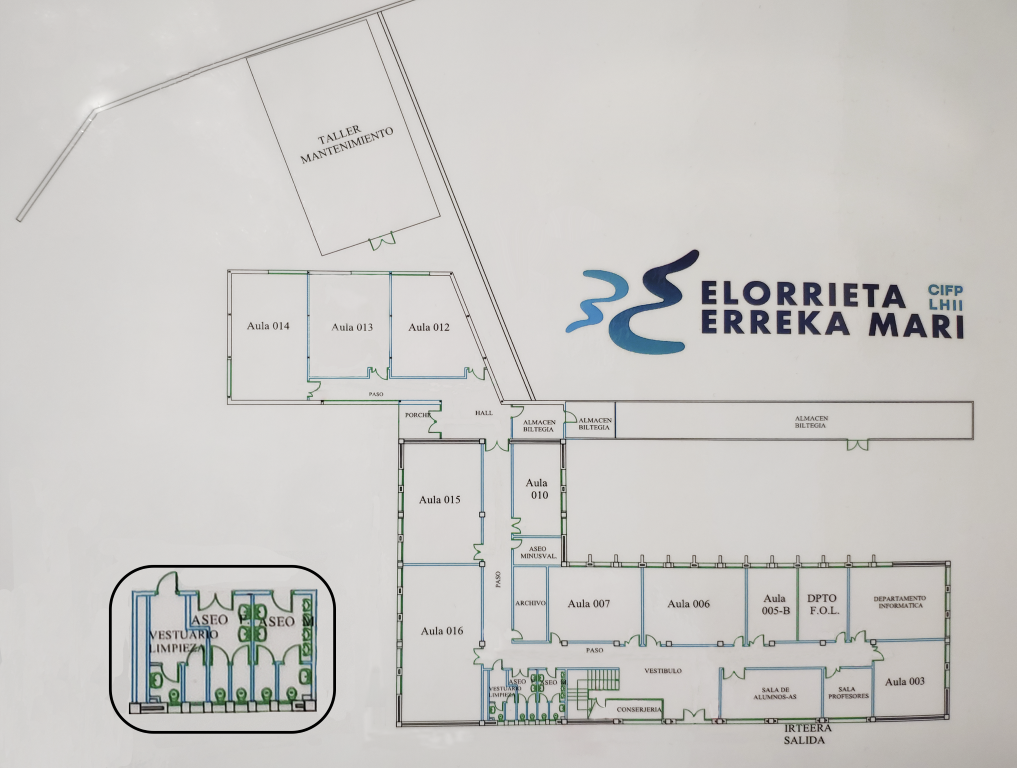 TALLER
MANTENIMIENTO
ELORRIETA
ERREKA MARI
CIFP
LHII
Aula 014
Aula 013
Aula 012
PASO
PORCHE
HALL
ALMACEN
BILTEGIA
ALMACEN
BILTEGIA
ALMACEN
BILTEGIA
Aula 015
Aula
010
ASEO
MINUSVAL.
PASO
ARCHIVO
Aula 007
Aula 006
Aula
005-B
DPTO
F.O.L.
DEPARTAMENTO
INFORMATICA
Aula 016
PASO
VESTIBULO
ASEO F
ASEO M
VESTUARIO
LIMPIEZA
CONSERJERIA
SALA DE
ALUMNOS-AS
SALA
PROFESORES
Aula 003
IRTEERA
SALIDA
ASEO F
ASEO M
VESTUARIO
LIMPIEZA